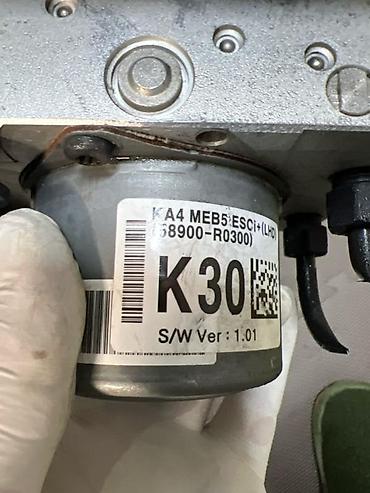 KA4 MEB5 ESCI+(LHD)
(58900-R0300)
K30
S/W Ver : 1.01